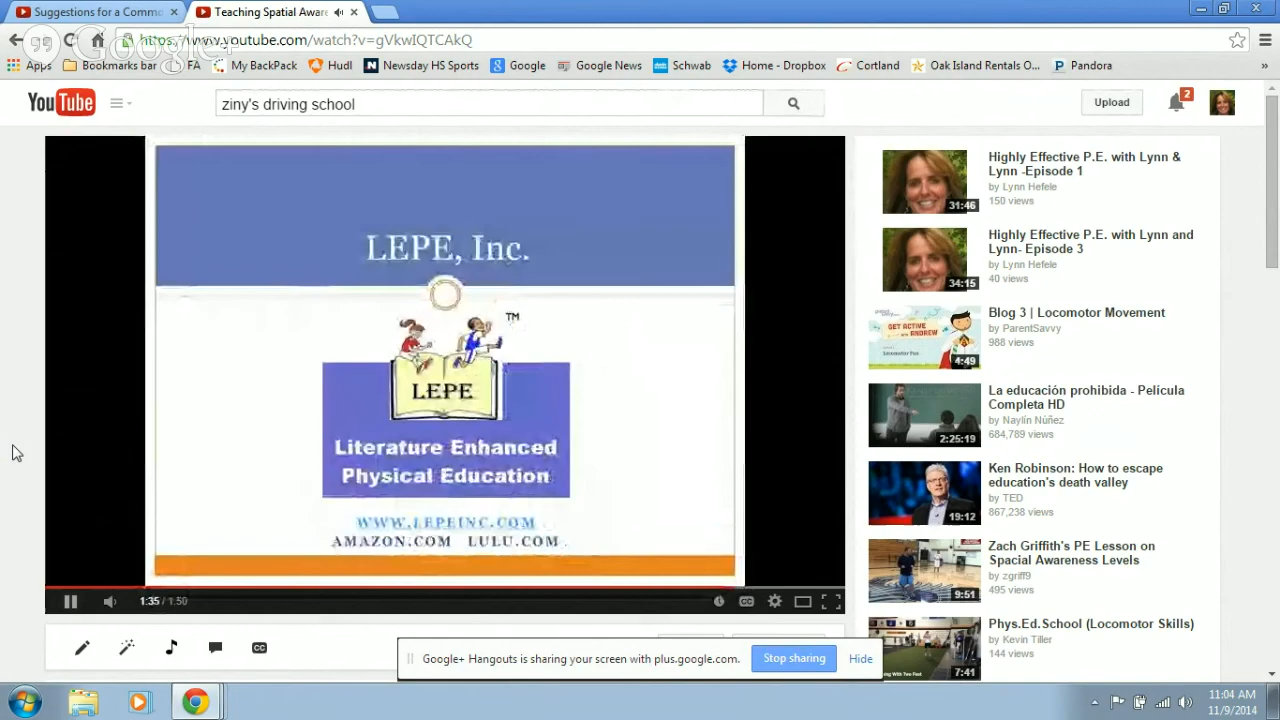 Suggestions for a Commo
Teaching Spatial Aware
https://www.youtube.com/watch?v=gVkwIQTCAkQ
Google+
Apps
Bookmarks bar
FA
My BackPack
Hudl
Newsday HS Sports
Google
Google News
Schwab
Home - Dropbox
Cortland
Oak Island Rentals O...
Pandora
»
YouTube
ziny's driving school
Upload
2
LEPE, Inc.
TM
LEPE
Literature Enhanced
Physical Education
WWW.LEPEINC.COM
AMAZON.COM LULU.COM
1:35 / 1:50
CC
CC
Highly Effective P.E. with Lynn &
Lynn -Episode 1
by Lynn Hefele
150 views
31:46
Highly Effective P.E. with Lynn and
Lynn- Episode 3
by Lynn Hefele
40 views
34:15
GET ACTIVE
ANDREW
Locomotor Fun
4:49
Blog 3 | Locomotor Movement
by ParentSavvy
988 views
La educación prohibida - Película
Completa HD
by Naylín Núñez
684,789 views
2:25:19
Ken Robinson: How to escape
education's death valley
by TED
867,238 views
19:12
Zach Griffith's PE Lesson on
Spacial Awareness Levels
by zgriff9
495 views
9:51
Phys.Ed.School (Locomotor Skills)
by Kevin Tiller
144 views
7:41
Google+ Hangouts is sharing your screen with plus.google.com.
Stop sharing
Hide
11:04 AM
11/9/2014